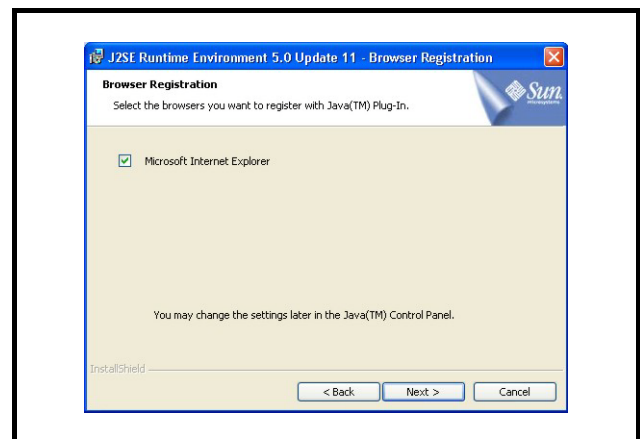 J2SE Runtime Environment 5.0 Update 11 - Browser Registration
Browser Registration
Select the browsers you want to register with Java(TM) Plug-In.
Sun
microsystems
Microsoft Internet Explorer
You may change the settings later in the Java(TM) Control Panel.
InstallShield
< Back
Next >
Cancel